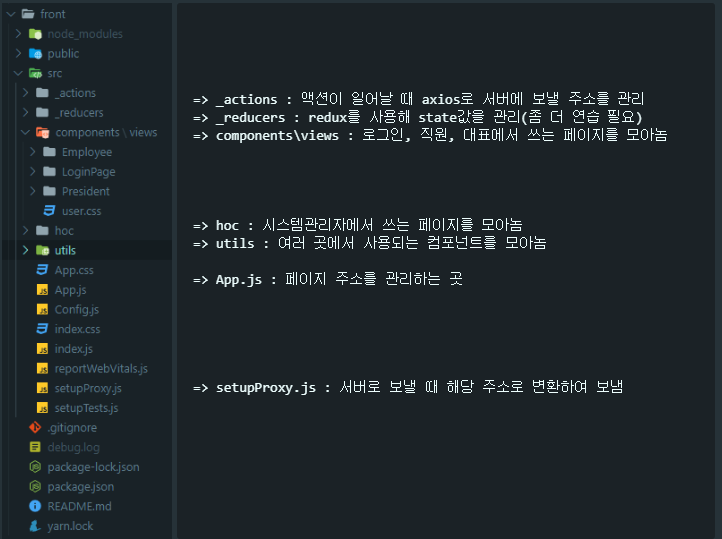 front
node_modules
public
src
_actions
_reducers
components \ views
Employee
LoginPage
President
user.css
hoc
utils
App.css
App.js
Config.js
index.css
index.js
reportWebVitals.js
setupProxy.js
setupTests.js
.gitignore
debug.log
package-lock.json
package.json
README.md
yarn.lock
=> _actions : 액션이 일어날 때 axios로 서버에 보낼 주소를 관리
=> _reducers : redux를 사용해 state값을 관리(좀 더 연습 필요)
=> components\views : 로그인, 직원, 대표에서 쓰는 페이지를 모아놈
=> hoc : 시스템관리자에서 쓰는 페이지를 모아놈
=> utils : 여러 곳에서 사용되는 컴포넌트를 모아놈
=> App.js : 페이지 주소를 관리하는 곳
=> setupProxy.js : 서버로 보낼 때 해당 주소로 변환하여 보냄